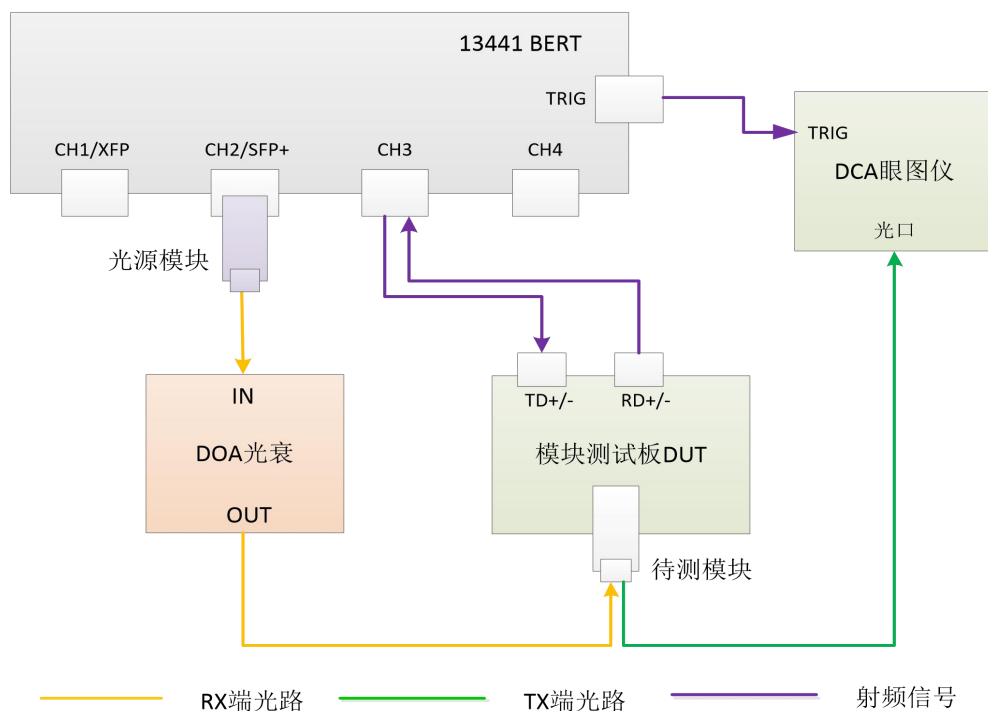 13441 BERT
TRIG
CH1/XFP
CH2/SFP+
CH3
CH4
TRIG
DCA眼图仪
光口
光源模块
IN
DOA光衰
OUT
TD+/-
RD+/-
模块测试板DUT
待测模块
RX端光路
TX端光路
射频信号